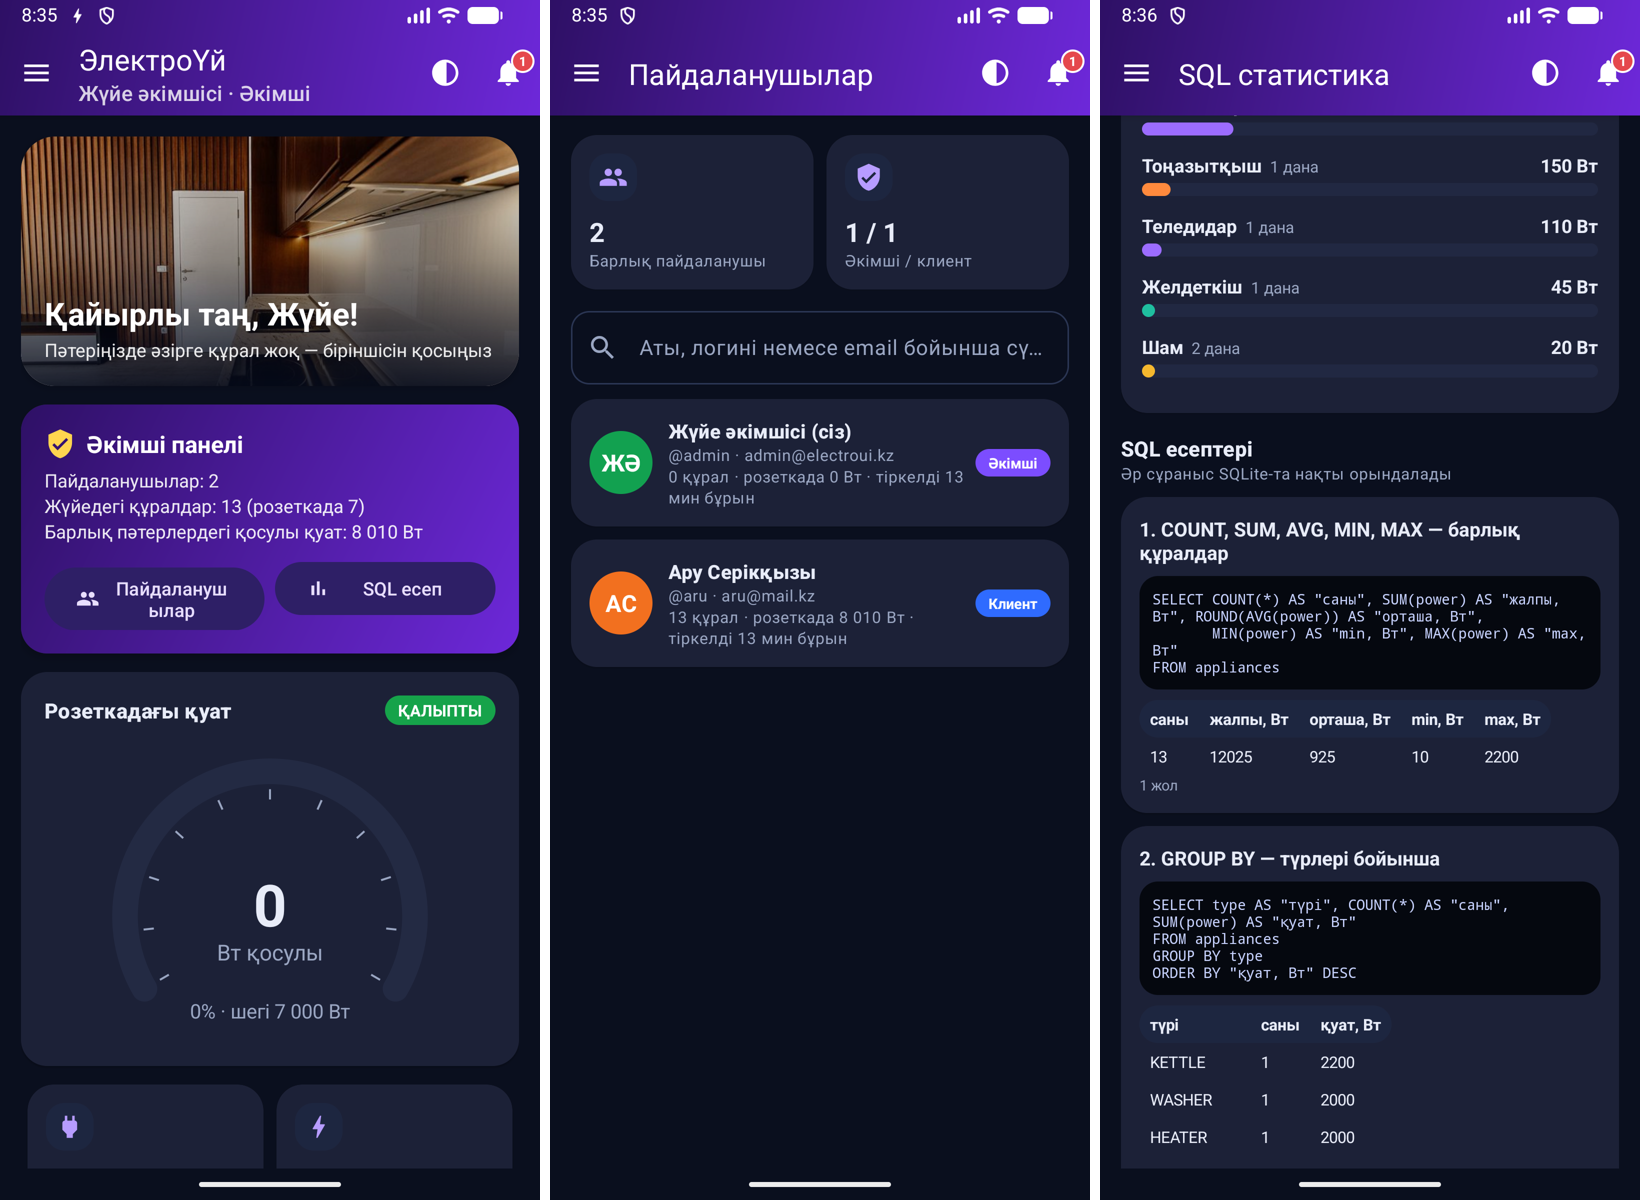 8:35
ЭлектроҮй
Жүйе әкімшісі · Әкімші
1
Қайырлы таң, Жүйе!
Пәтеріңізде әзірге құрал жоқ — біріншісін қосыңыз
Әкімші панелі
Пайдаланушылар: 2
Жүйедегі құралдар: 13 (розеткада 7)
Барлық пәтерлердегі қосулы қуат: 8 010 Вт
Пайдалануш
ылар
SQL есеп
Розеткадағы қуат
ҚАЛЫПТЫ
0
Вт қосулы
0% · шегі 7 000 Вт
8:35
Пайдаланушылар
1
2
Барлық пайдаланушы
1 / 1
Әкімші / клиент
Аты, логині немесе email бойынша сү...
ЖӘ
Жүйе әкімшісі (сіз)
@admin · admin@electroui.kz
0 құрал · розеткада 0 Вт · тіркелді 13
мин бұрын
Әкімші
АС
Ару Серікқызы
@aru · aru@mail.kz
13 құрал · розеткада 8 010 Вт ·
тіркелді 13 мин бұрын
Клиент
8:36
SQL статистика
1
Тоңазытқыш 1 дана 150 Вт
Теледидар 1 дана 110 Вт
Желдеткіш 1 дана 45 Вт
Шам 2 дана 20 Вт
SQL есептері
Әр сұраныс SQLite-та нақты орындалады
1. COUNT, SUM, AVG, MIN, MAX — барлық
құралдар
SELECT COUNT(*) AS "саны", SUM(power) AS "жалпы,
Вт", ROUND(AVG(power)) AS "орташа, Вт",
MIN(power) AS "min, Вт", MAX(power) AS "max,
Вт"
FROM appliances
саны жалпы, Вт орташа, Вт min, Вт max, Вт
13 12025 925 10 2200
1 жол
2. GROUP BY — түрлері бойынша
SELECT type AS "түрі", COUNT(*) AS "саны",
SUM(power) AS "қуат, Вт"
FROM appliances
GROUP BY type
ORDER BY "қуат, Вт" DESC
түрі саны қуат, Вт
KETTLE 1 2200
WASHER 1 2000
HEATER 1 2000